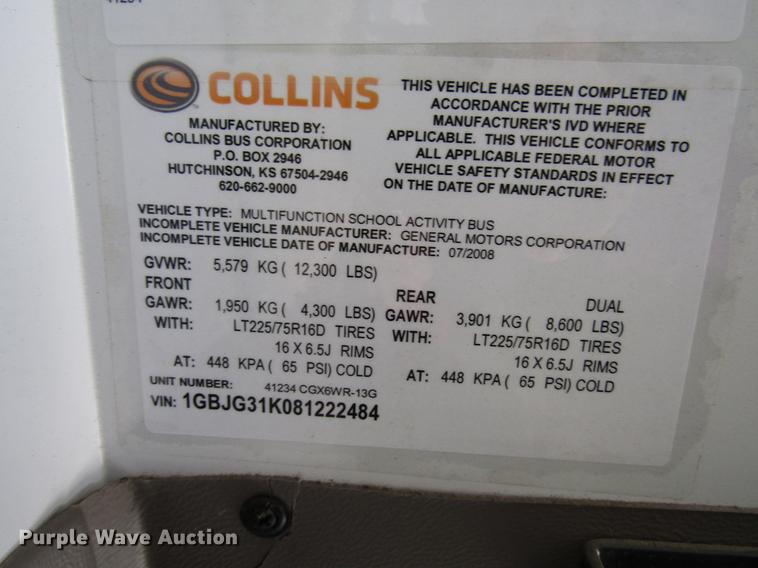 COLLINS
MANUFACTURED BY:
COLLINS BUS CORPORATION
P.O. BOX 2946
HUTCHINSON, KS 67504-2946
620-662-9000
THIS VEHICLE HAS BEEN COMPLETED IN
ACCORDANCE WITH THE PRIOR
MANUFACTURER'S IVD WHERE
APPLICABLE. THIS VEHICLE CONFORMS TO
ALL APPLICABLE FEDERAL MOTOR
VEHICLE SAFETY STANDARDS IN EFFECT
ON THE DATE OF MANUFACTURE:
VEHICLE TYPE: MULTIFUNCTION SCHOOL ACTIVITY BUS
INCOMPLETE VEHICLE MANUFACTURER: GENERAL MOTORS CORPORATION
INCOMPLETE VEHICLE DATE OF MANUFACTURE: 07/2008
GVWR: 5,579 KG ( 12,300 LBS)
FRONT
GAWR: 1,950 KG ( 4,300 LBS)
WITH: LT225/75R16D TIRES
16 X 6.5J RIMS
AT: 448 KPA ( 65 PSI) COLD
REAR DUAL
GAWR: 3,901 KG ( 8,600 LBS)
WITH: LT225/75R16D TIRES
16 X 6.5J RIMS
AT: 448 KPA ( 65 PSI) COLD
UNIT NUMBER: 41234 CGX6WR-13G
VIN: 1GBJG31K081222484
Purple Wave Auction